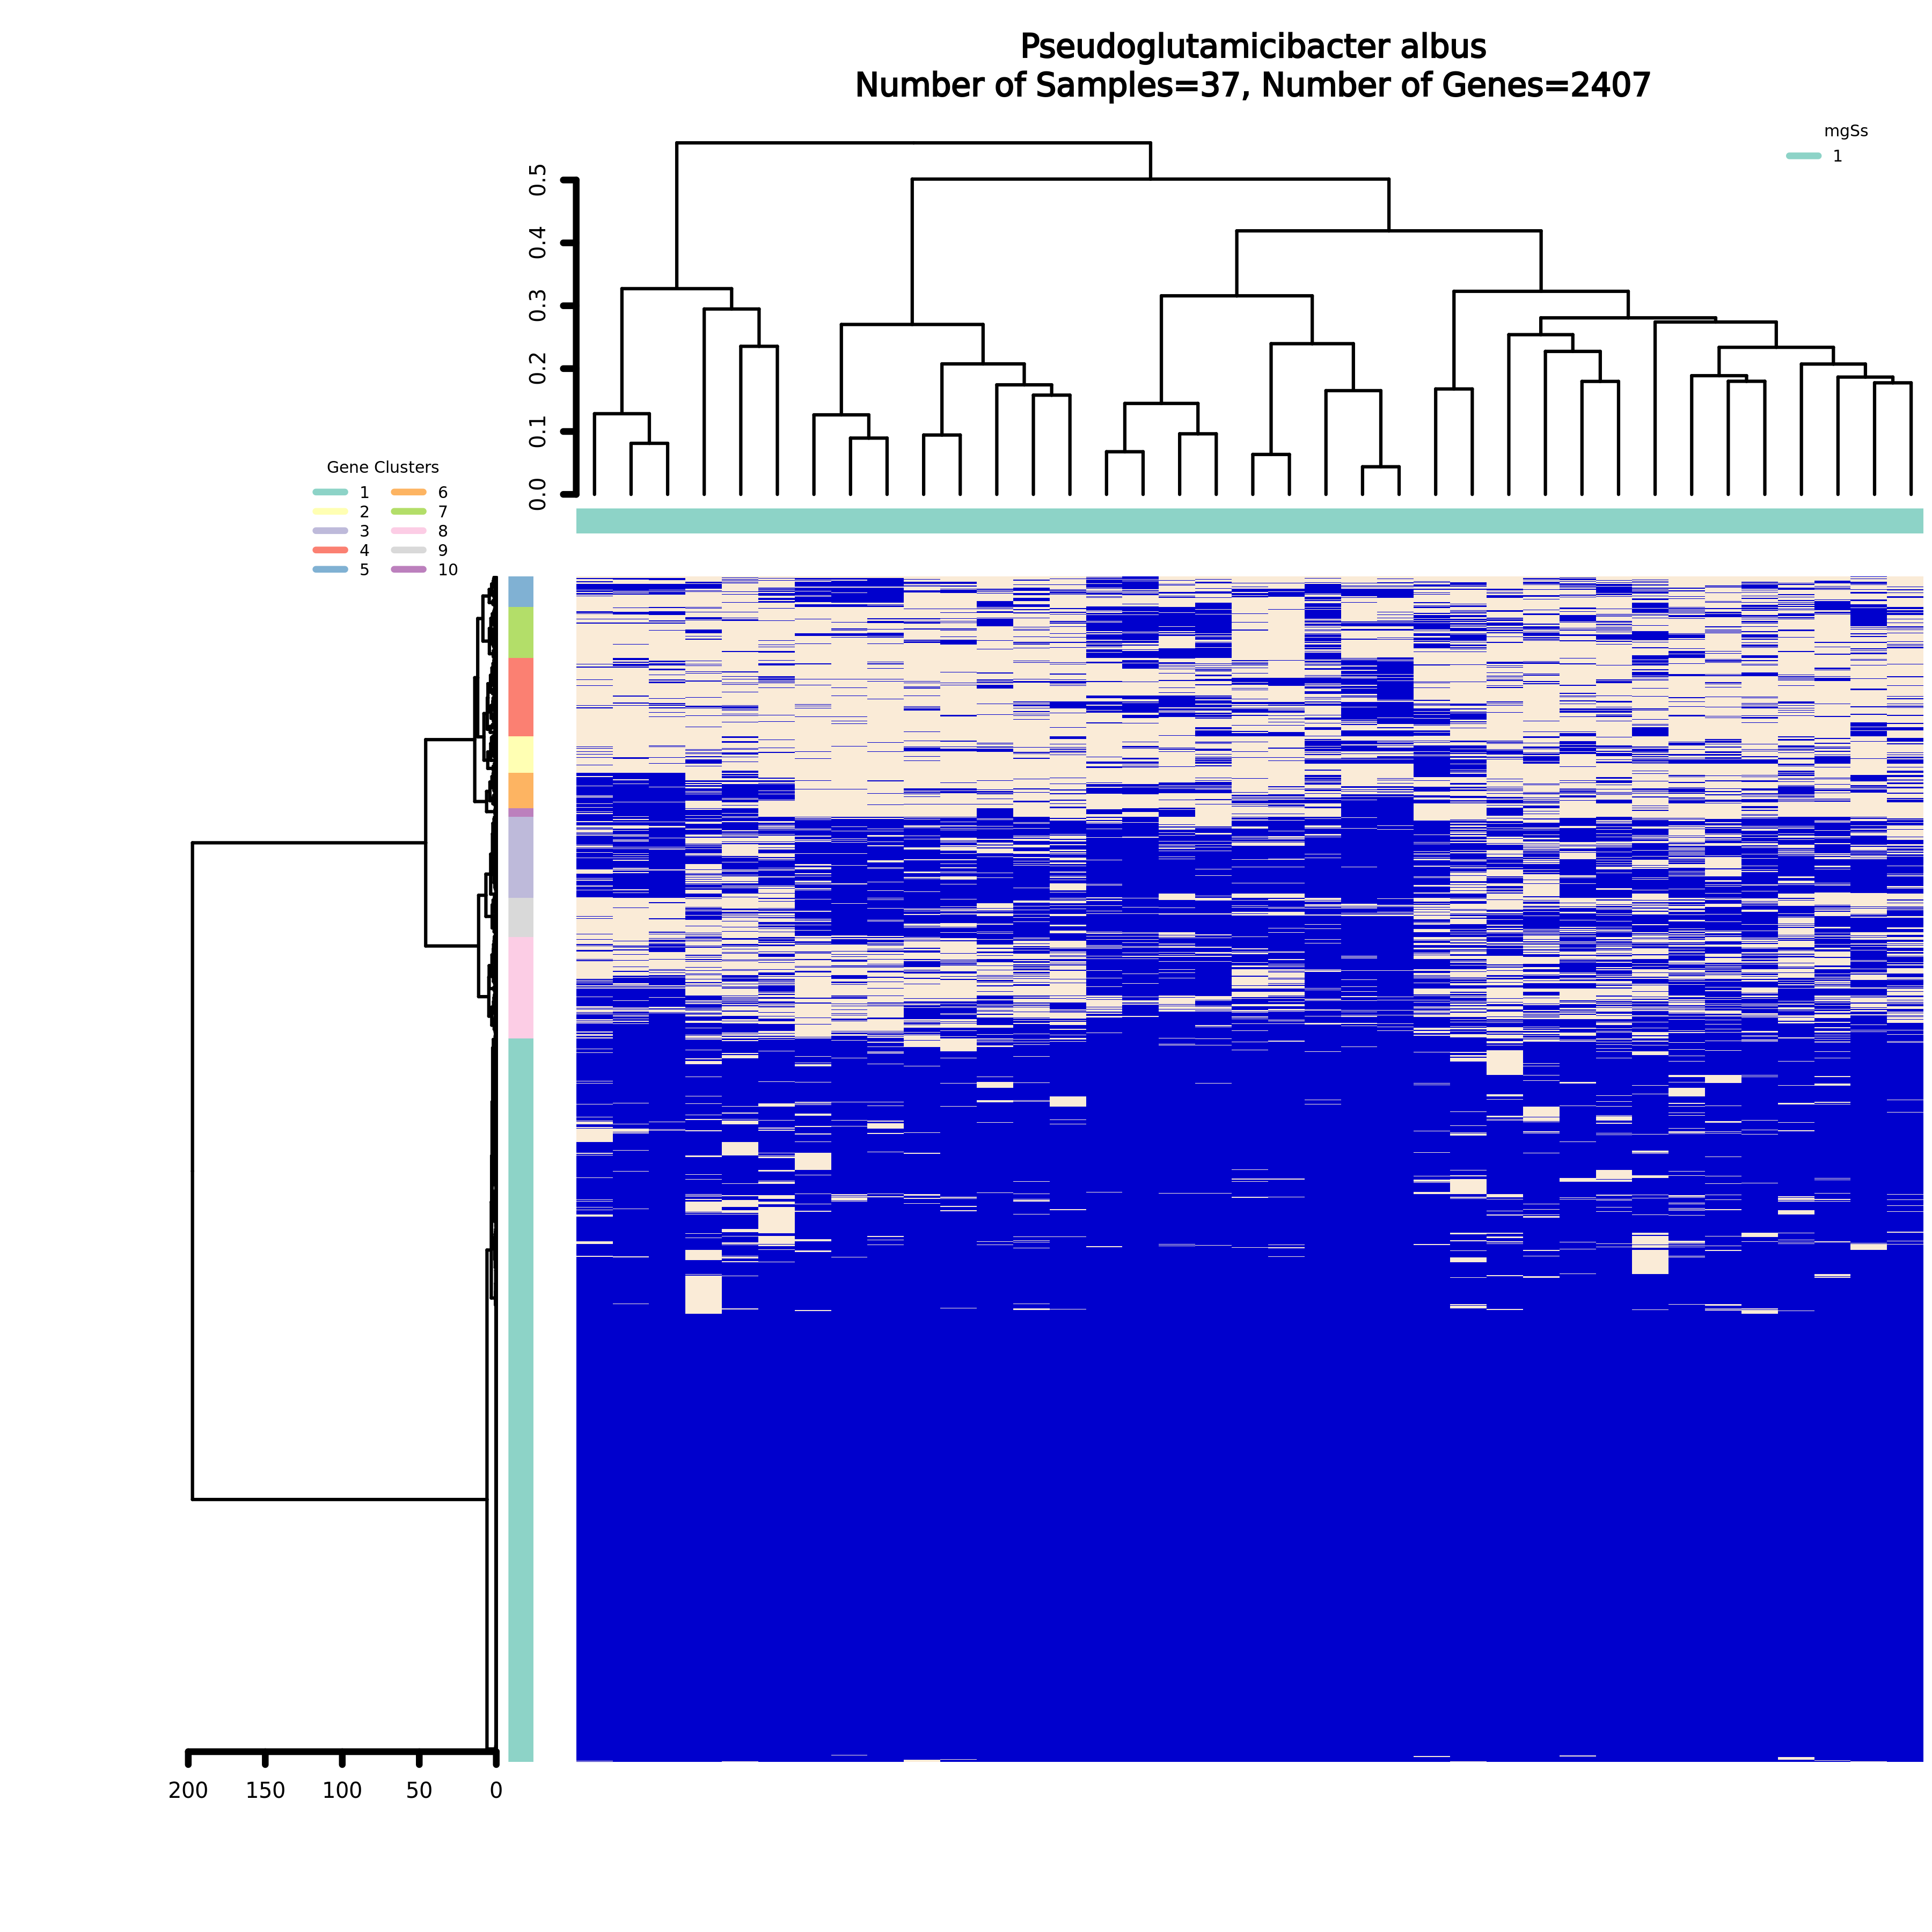 Pseudoglutamicibacter albus
Number of Samples=37, Number of Genes=2407
mgSs
1
0.5
0.4
0.3
0.2
0.1
0.0
Gene Clusters
1 6
2 7
3 8
4 9
5 10
200 150 100 50 0